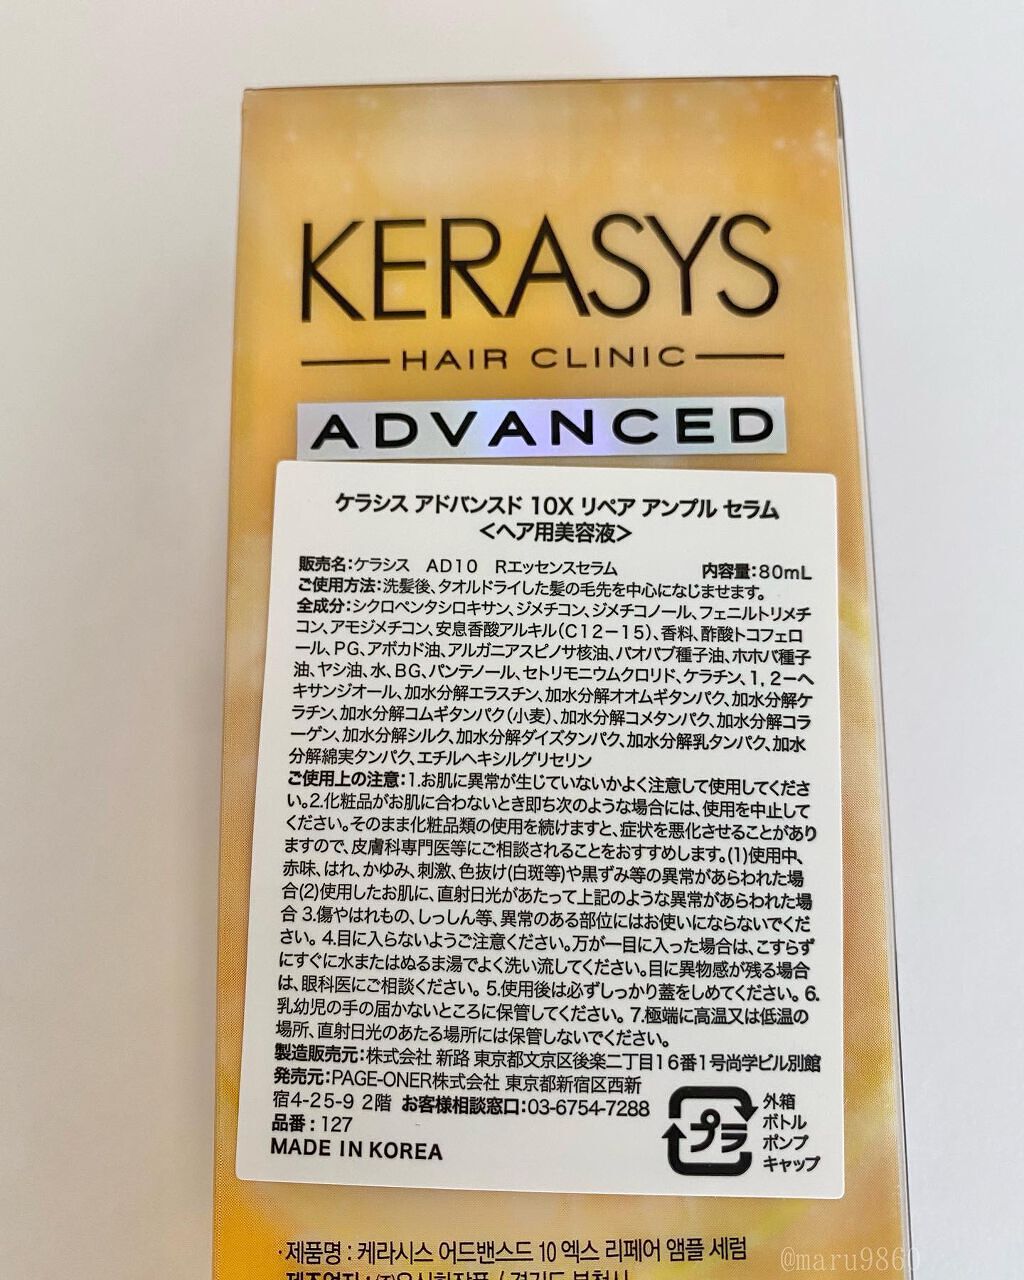 KERASYS
HAIR CLINIC
ADVANCED
ケラシス アドバンスド 10X リペア アンプル セラム
<ヘア用美容液>
販売名:ケラシス AD10 Rエッセンスセラム 内容量:80mL
ご使用方法:洗髪後、タオルドライした髪の毛先を中心になじませます。
全成分:シクロペンタシロキサン、ジメチコン、ジメチコノール、フェニルトリメチ
コン、アモジメチコン、安息香酸アルキル(C12-15)、香料、酢酸トコフェロ
ール、PG、アボカド油、アルガニアスピノサ核油、バオバブ種子油、ホホバ種子
油、ヤシ油、水、BG、パンテノール、セトリモニウムクロリド、ケラチン、1,2-ヘ
キサンジオール、加水分解エラスチン、加水分解オオムギタンパク、加水分解ケ
ラチン、加水分解コムギタンパク(小麦)、加水分解コメタンパク、加水分解コラ
ーゲン、加水分解シルク、加水分解ダイズタンパク、加水分解乳タンパク、加水
分解綿実タンパク、エチルヘキシルグリセリン
ご使用上の注意:1.お肌に異常が生じていないかよく注意して使用してくださ
い。2.化粧品がお肌に合わないとき即ち次のような場合には、使用を中止して
ください。そのまま化粧品類の使用を続けますと、症状を悪化させることがあり
ますので、皮膚科専門医等にご相談されることをおすすめします。(1)使用中、
赤味、はれ、かゆみ、刺激、色抜け(白斑等)や黒ずみ等の異常があらわれた場
合(2)使用したお肌に、直射日光があたって上記のような異常があらわれた場
合 3.傷やはれもの、しっしん等、異常のある部位にはお使いにならないでくだ
さい。 4.目に入らないようご注意ください。万が一目に入った場合は、こすらず
にすぐに水またはぬるま湯でよく洗い流してください。目に異物感が残る場合
は、眼科医にご相談ください。 5.使用後は必ずしっかり蓋をしめてください。 6.
乳幼児の手の届かないところに保管してください。 7.極端に高温又は低温の
場所、直射日光のあたる場所には保管しないでください。
製造販売元:株式会社 新路 東京都文京区後楽二丁目16番1号尚学ビル別館
発売元:PAGE-ONER株式会社 東京都新宿区西新
宿4-25-9 2階 お客様相談窓口:03-6754-7288
品番:127
MADE IN KOREA
プラ
外箱
ボトル
ポンプ
キャップ
·제품명 : 케라시스 어드밴스드 10 엑스 리페어 앰플 세럼
@maru9860